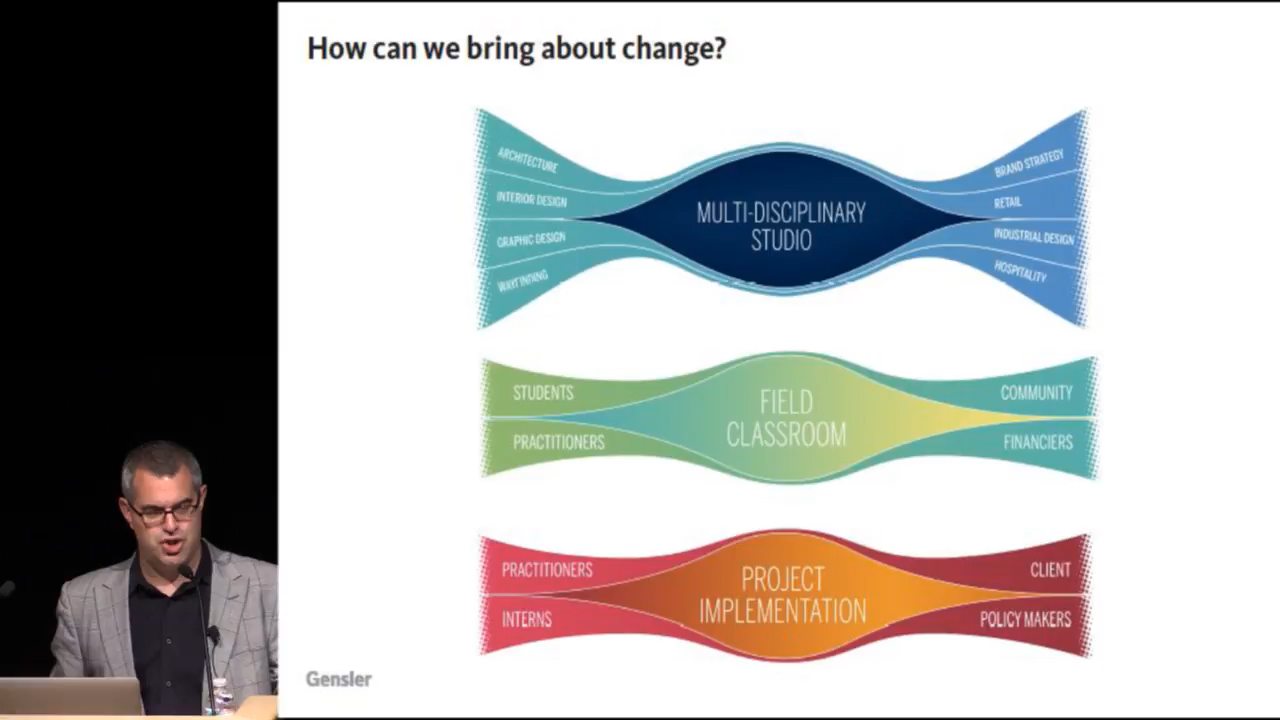 How can we bring about change?
ARCHITECTURE
INTERIOR DESIGN
GRAPHIC DESIGN
WAYFINDING
MULTI-DISCIPLINARY
STUDIO
BRAND STRATEGY
RETAIL
INDUSTRIAL DESIGN
HOSPITALITY
STUDENTS
PRACTITIONERS
FIELD
CLASSROOM
COMMUNITY
FINANCIERS
PRACTITIONERS
INTERNS
PROJECT
IMPLEMENTATION
CLIENT
POLICY MAKERS
Gensler